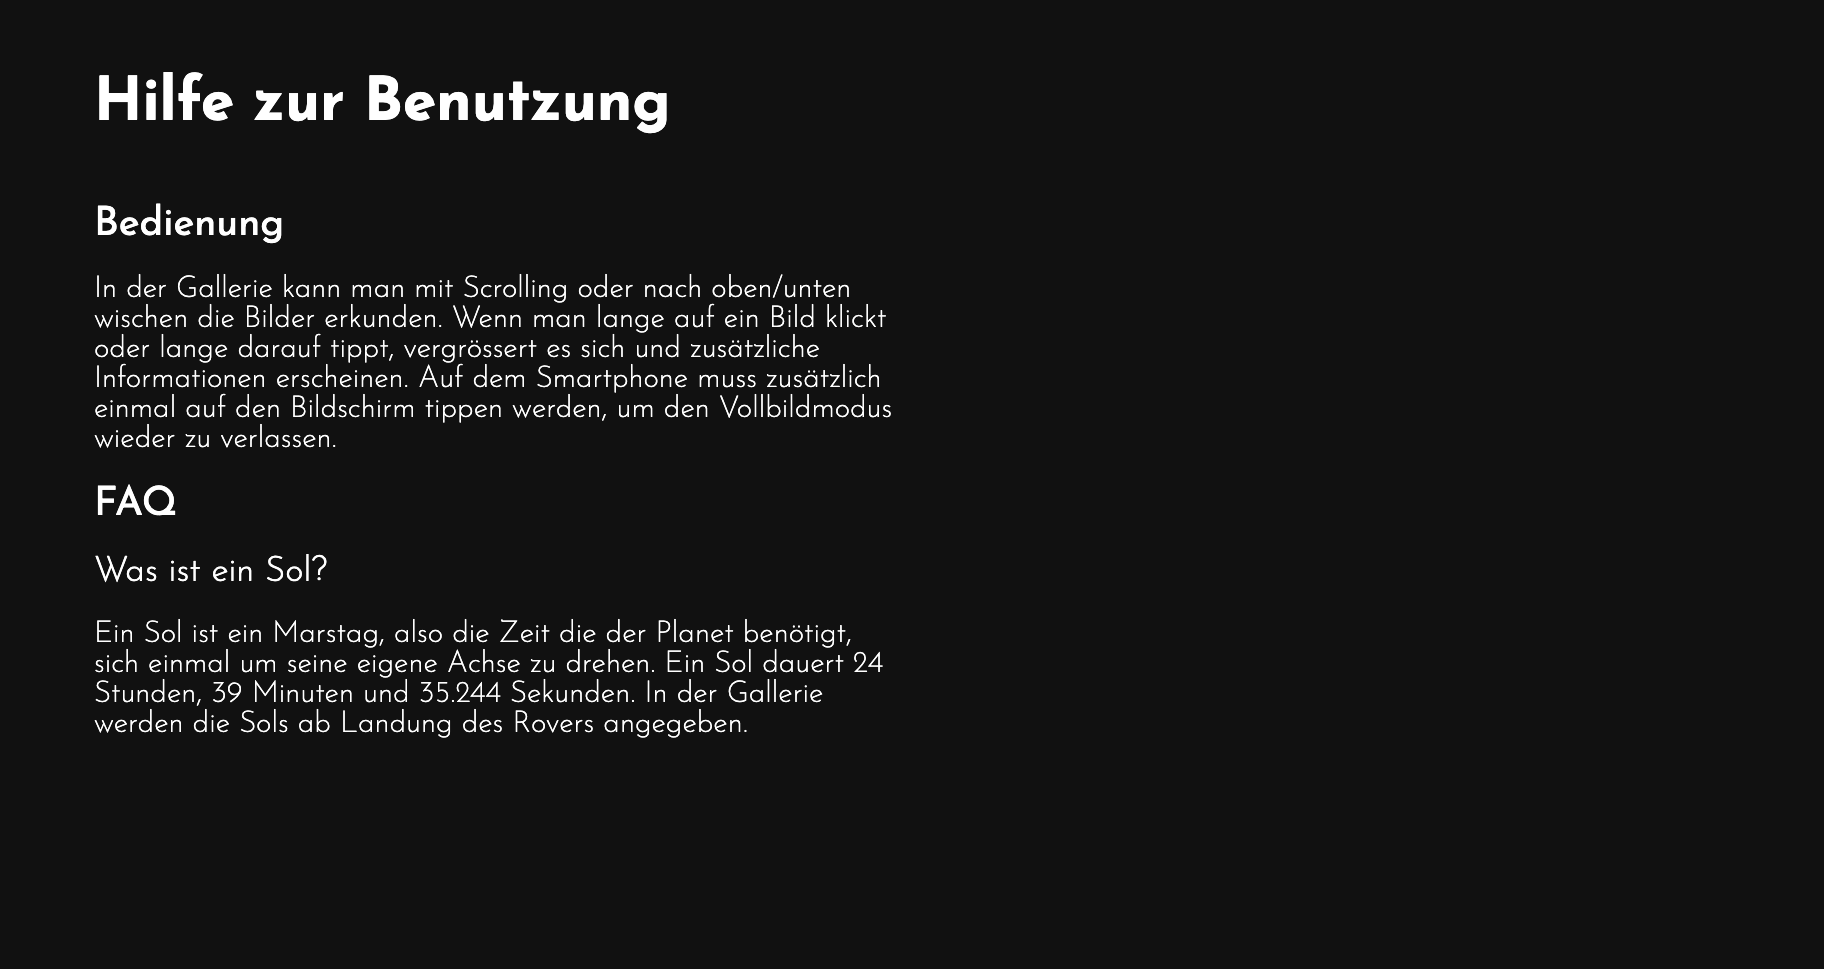 Hilfe zur Benutzung
Bedienung
In der Gallerie kann man mit Scrolling oder nach oben/unten
wischen die Bilder erkunden. Wenn man lange auf ein Bild klickt
oder lange darauf tippt, vergrössert es sich und zusätzliche
Informationen erscheinen. Auf dem Smartphone muss zusätzlich
einmal auf den Bildschirm tippen werden, um den Vollbildmodus
wieder zu verlassen.
FAQ
Was ist ein Sol?
Ein Sol ist ein Marstag, also die Zeit die der Planet benötigt,
sich einmal um seine eigene Achse zu drehen. Ein Sol dauert 24
Stunden, 39 Minuten und 35.244 Sekunden. In der Gallerie
werden die Sols ab Landung des Rovers angegeben.